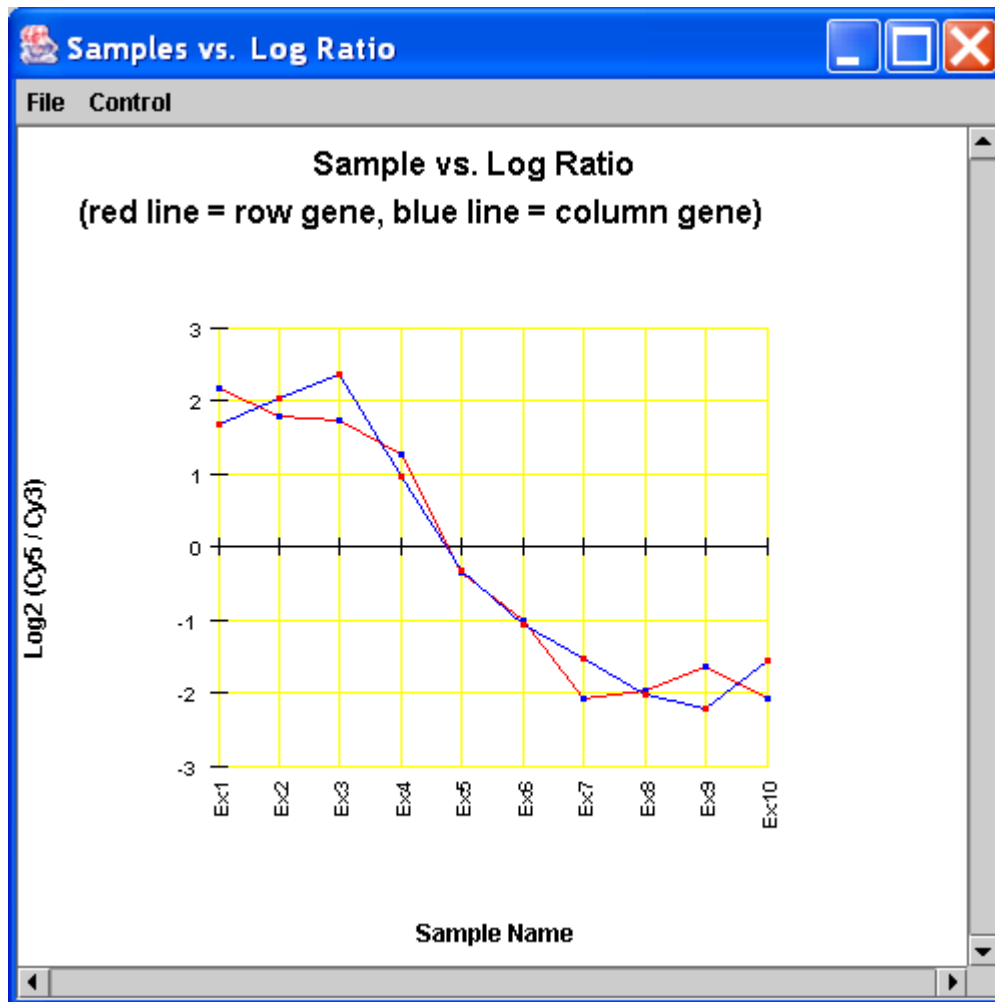 Samples vs. Log Ratio
File Control
Sample vs. Log Ratio
(red line = row gene, blue line = column gene)
Log2 (Cy5 / Cy3)
3
2
1
0
-1
-2
-3
Ex1 Ex2 Ex3 Ex4 Ex5 Ex6 Ex7 Ex8 Ex9 Ex10
Sample Name